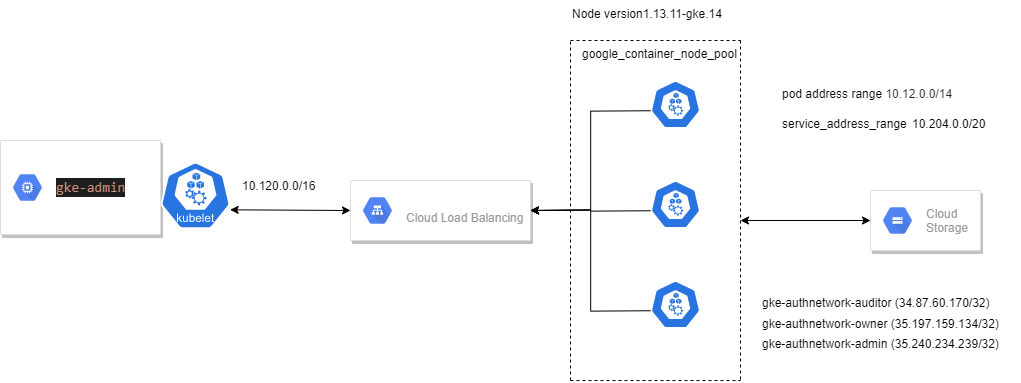 Node version1.13.11-gke.14
google_container_node_pool
pod address range 10.12.0.0/14
service_address_range 10.204.0.0/20
gke-admin
10.120.0.0/16
kubelet
Cloud Load Balancing
Cloud
Storage
gke-authnetwork-auditor (34.87.60.170/32)
gke-authnetwork-owner (35.197.159.134/32)
gke-authnetwork-admin (35.240.234.239/32)